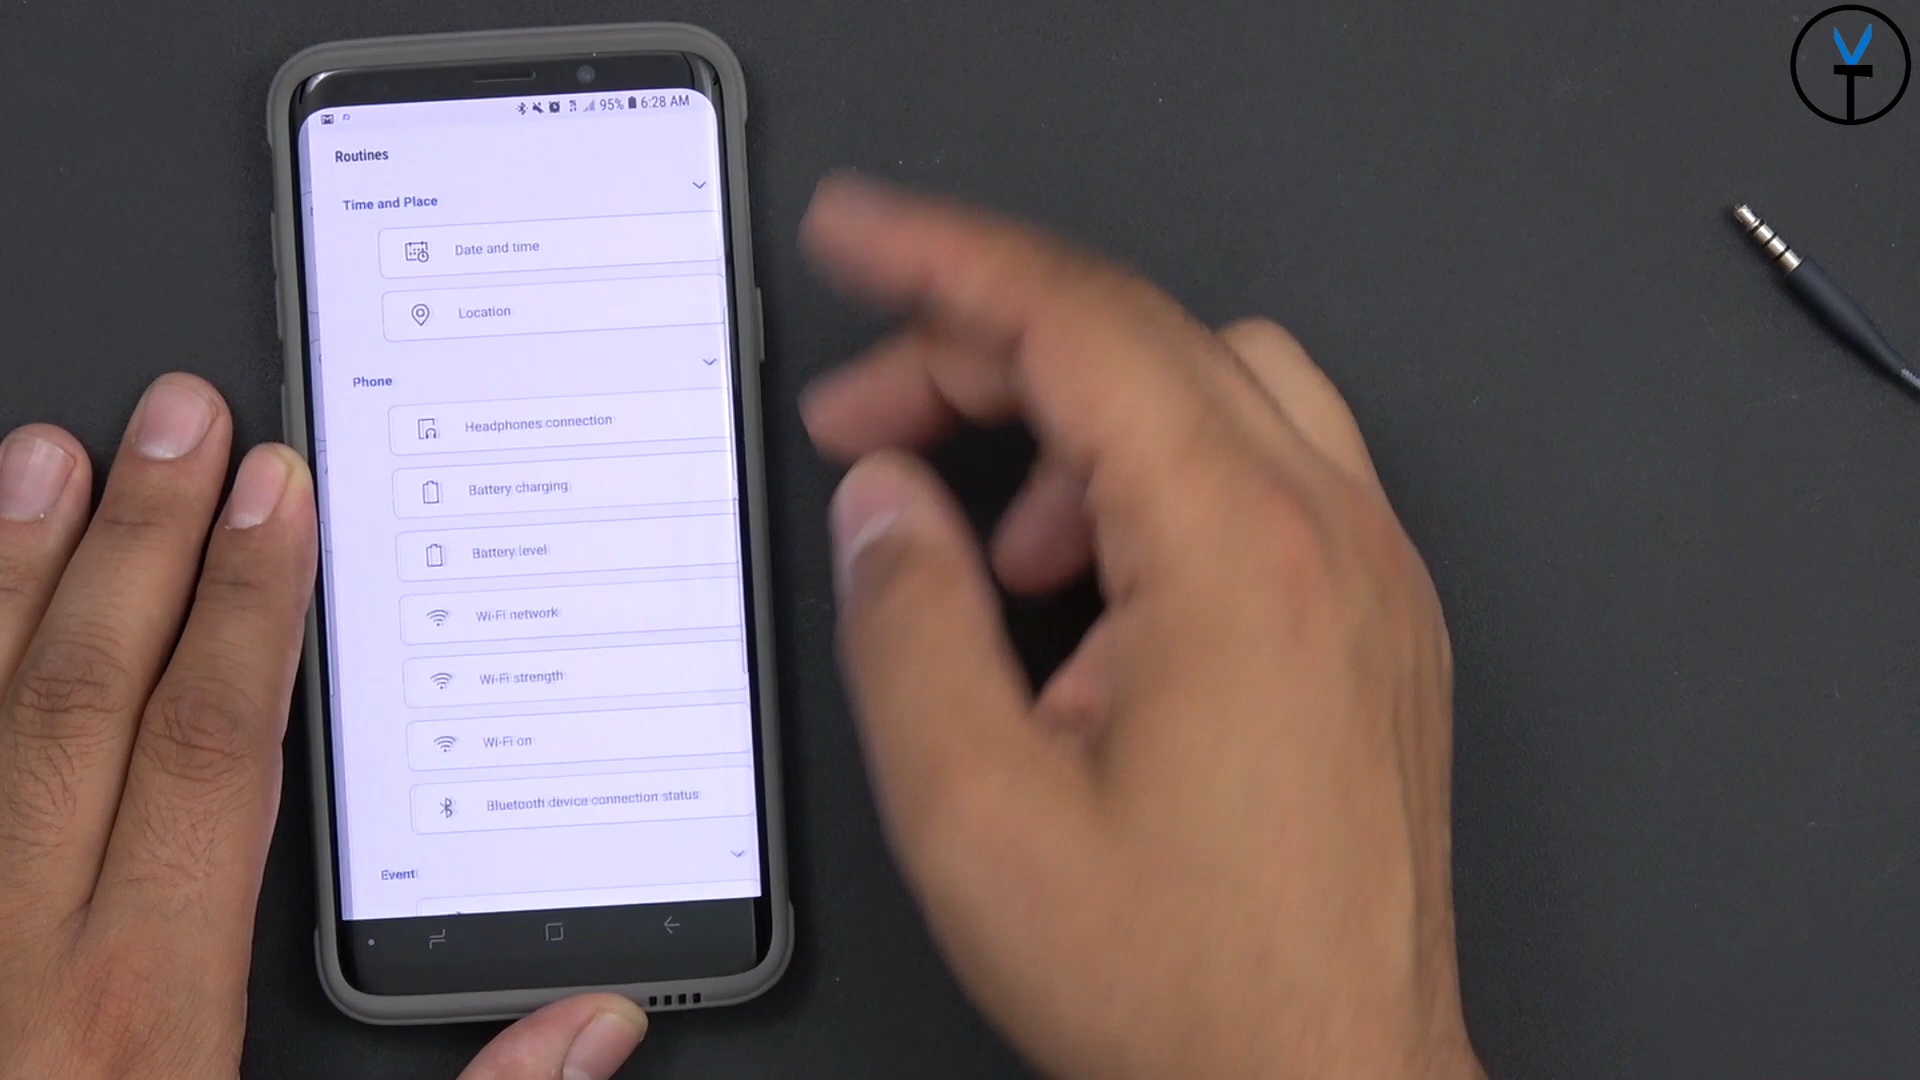 95% 6:28 AM
Routines
Time and Place
Date and time
Location
Phone
Headphones connection
Battery charging
Battery level
Wi-Fi network
Wi-Fi strength
Wi-Fi on
Bluetooth device connection status
Event